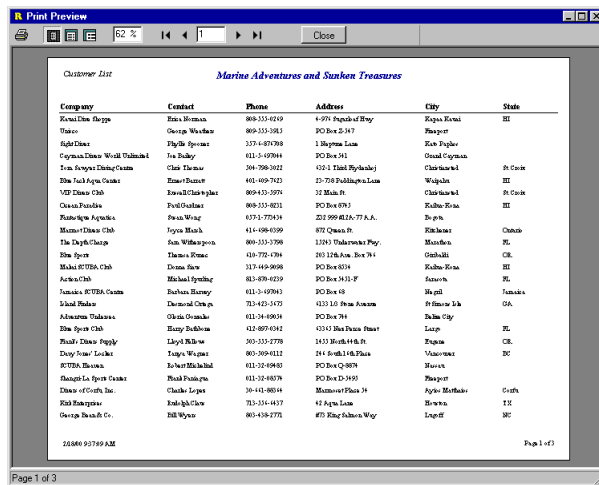 Print Preview
62 %
1
Close
Customer List
Marine Adventures and Sunken Treasures
Company Contact Phone Address City State
Kauai Dive Shoppe Erica Norman 808-555-0269 4-976 Sugarloaf Hwy Kapaa Kauai HI
Unisco George Weathers 809-555-3915 PO Box Z-547 Freeport
Sight Diver Phyllis Spooner 357-6-876708 1 Neptune Lane Kato Paphos
Cayman Divers World Unlimited Joe Bailey 011-5-697044 PO Box 541 Grand Cayman
Tom Sawyer Diving Centre Chris Thomas 504-798-3022 632-1 Third Frydenhoj Christiansted St. Croix
Blue Jack Aqua Center Ernest Barratt 401-609-7623 23-738 Paddington Lane Waipahu HI
VIP Divers Club Russell Christopher 809-453-5976 32 Main St. Christiansted St. Croix
Ocean Paradise Paul Gardner 808-555-8231 PO Box 8745 Kailua-Kona HI
Fantastique Aquatica Susan Wong 057-1-773434 Z32 999 #12A-77 A.A. Bogota
Marmot Divers Club Joyce Marsh 416-698-0399 872 Queen St. Kitchener Ontario
The Depth Charge Sam Witherspoon 800-555-3798 15243 Underwater Fwy. Marathon FL
Blue Sports Theresa Kunec 610-772-6704 203 12th Ave. Box 746 Giribaldi OR
Makai SCUBA Club Donna Siaus 317-649-9098 PO Box 8534 Kailua-Kona HI
Action Club Michael Spurling 813-870-0239 PO Box 5451-F Sarasota FL
Jamaica SCUBA Centre Barbara Harvey 011-3-697043 PO Box 68 Negril Jamaica
Island Finders Desmond Ortega 713-423-5675 6133 1/3 Stone Avenue St Simons Isle GA
Adventure Undersea Gloria Gonzales 011-34-09054 PO Box 744 Belize City
Blue Sports Club Harry Bathbone 612-897-0342 63365 Nez Perce Street Largo FL
Frank's Divers Supply Lloyd Fellows 503-555-2778 1455 North 44th St. Eugene OR
Davy Jones' Locker Tanya Wagner 803-509-0112 246 South 16th Place Vancouver BC
SCUBA Heaven Robert Michelind 011-32-09485 PO Box Q-8874 Nassau
Shangri-La Sports Center Frank Paniagua 011-32-08574 PO Box D-5495 Freeport
Divers of Corfu, Inc. Charles Lopez 30-661-88364 Marmoset Place 54 Ayios Matthaios Corfu
Kirk Enterprises Rudolph Claus 713-556-6437 42 Aqua Lane Houston TX
George Bean & Co. Bill Wyers 803-438-2771 #73 King Salmon Way Lugoff NC
2/18/00 9:37:09 AM
Page 1 of 3
Page 1 of 3